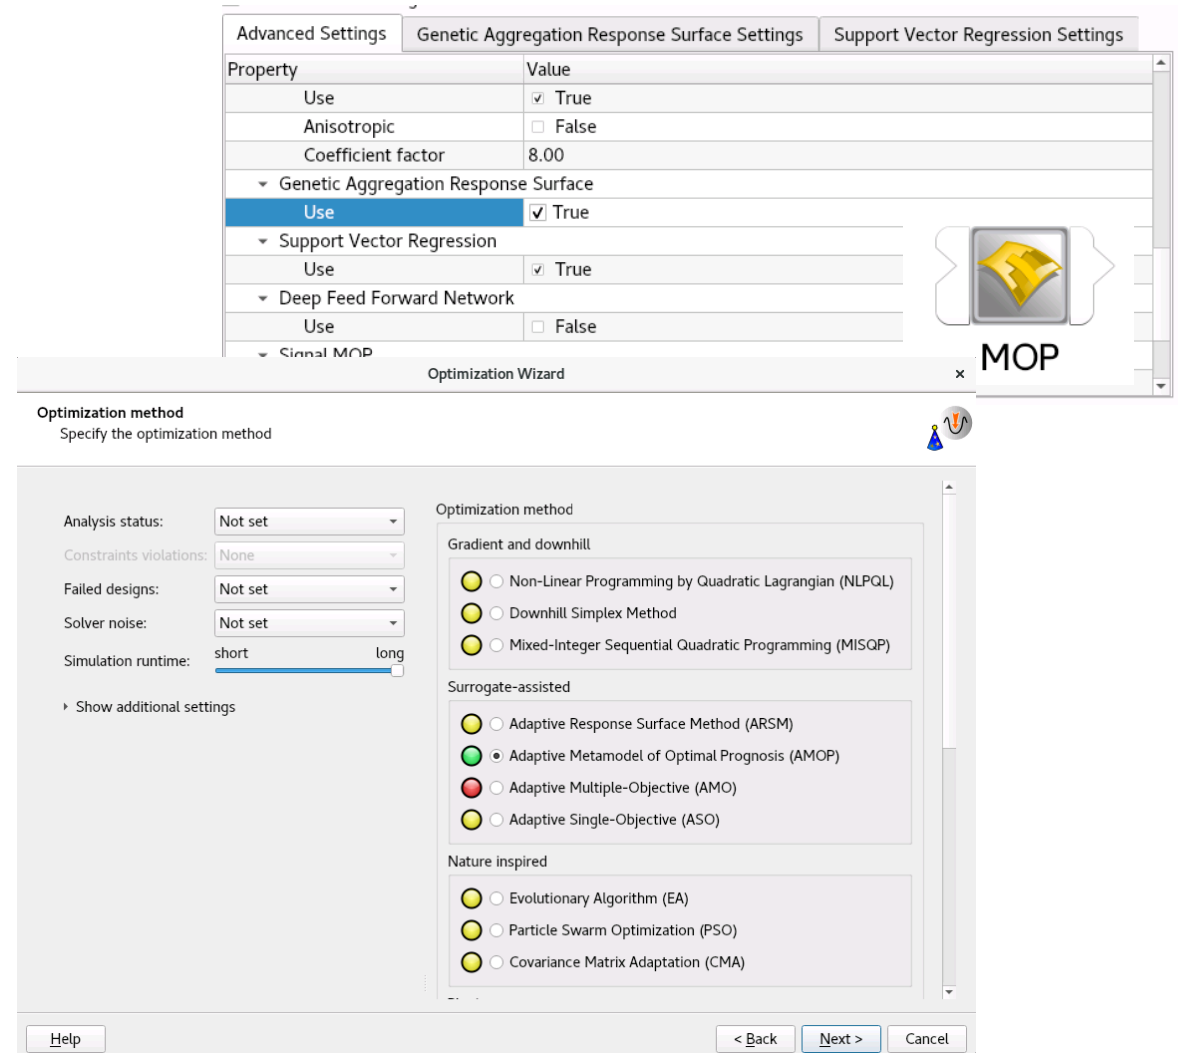 Advanced Settings Genetic Aggregation Response Surface Settings Support Vector Regression Settings
Property Value
Use True
Anisotropic False
Coefficient factor 8.00
Genetic Aggregation Response Surface
Use True
Support Vector Regression
Use True
Deep Feed Forward Network
Use False
Signal MOP
MOP
Optimization Wizard ×
Optimization method
Specify the optimization method
Analysis status: Not set
Constraints violations: None
Failed designs: Not set
Solver noise: Not set
short long
Simulation runtime:
Show additional settings
Optimization method
Gradient and downhill
Non-Linear Programming by Quadratic Lagrangian (NLPQL)
Downhill Simplex Method
Mixed-Integer Sequential Quadratic Programming (MISQP)
Surrogate-assisted
Adaptive Response Surface Method (ARSM)
Adaptive Metamodel of Optimal Prognosis (AMOP)
Adaptive Multiple-Objective (AMO)
Adaptive Single-Objective (ASO)
Nature inspired
Evolutionary Algorithm (EA)
Particle Swarm Optimization (PSO)
Covariance Matrix Adaptation (CMA)
Help < Back Next > Cancel